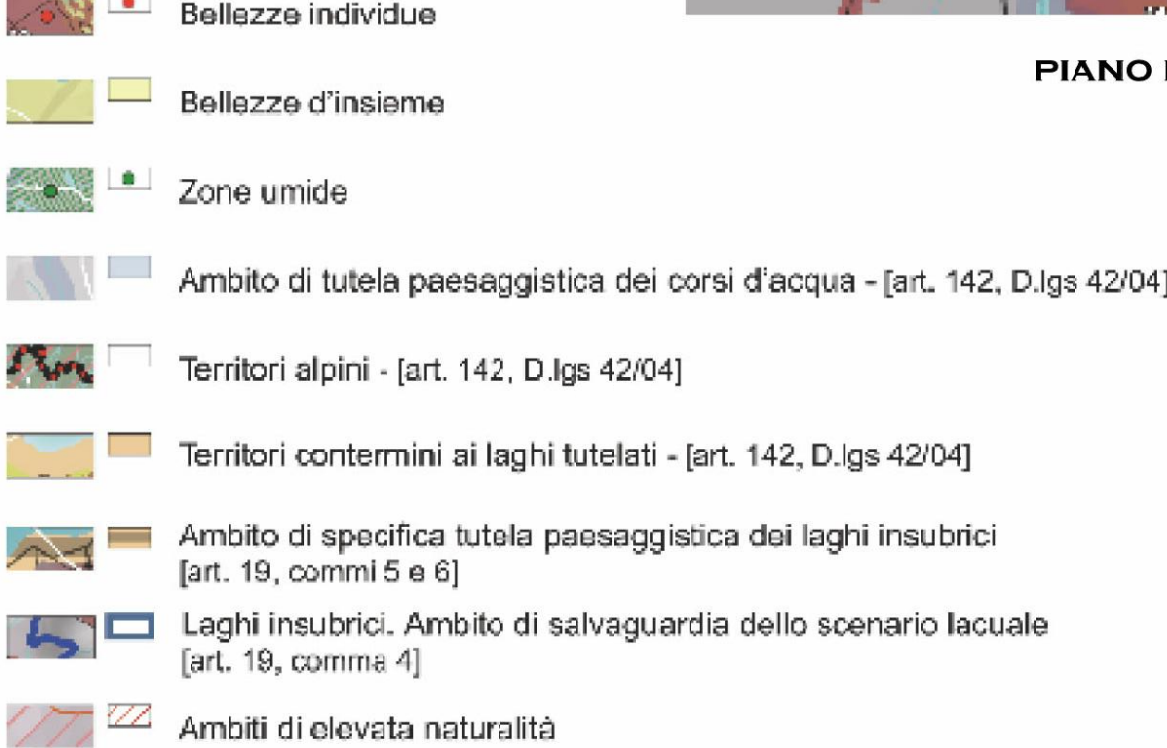 Bellezze individue
PIANO
Bellezze d'insieme
Zone umide
Ambito di tutela paesaggistica dei corsi d'acqua - [art. 142, D.lgs 42/04]
Territori alpini - [art. 142, D.lgs 42/04]
Territori contermini ai laghi tutelati - [art. 142, D.lgs 42/04]
Ambito di specifica tutela paesaggistica dei laghi insubrici
[art. 19, commi 5 e 6]
Laghi insubrici. Ambito di salvaguardia dello scenario lacuale
[art. 19, comma 4]
Ambiti di elevata naturalità